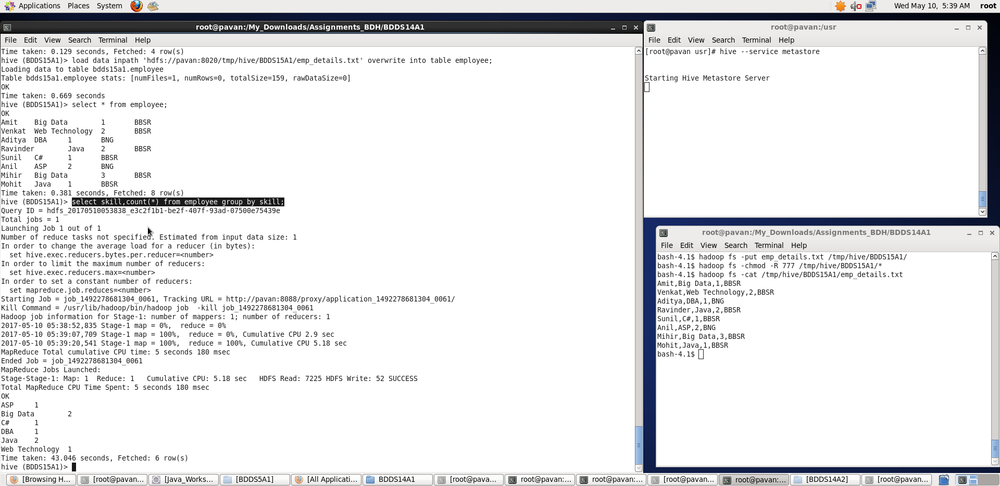 Applications Places System Wed May 10, 5:39 AM root
root@pavan:/My_Downloads/Assignments_BDH/BDDS14A1
File Edit View Search Terminal Help
Time taken: 0.129 seconds, Fetched: 4 row(s)
hive (BDDS15A1)> load data inpath 'hdfs://pavan:8020/tmp/hive/BDDS15A1/emp_details.txt' overwrite into table employee;
Loading data to table bdds15a1.employee
Table bdds15a1.employee stats: [numFiles=1, numRows=0, totalSize=159, rawDataSize=0]
OK
Time taken: 0.669 seconds
hive (BDDS15A1)> select * from employee;
OK
Amit    Big Data        1       BBSR
Venkat  Web Technology  2       BBSR
Aditya  DBA     1       BNG
Ravinder        Java    2       BBSR
Sunil   C#      1       BBSR
Anil    ASP     2       BNG
Mihir   Big Data        3       BBSR
Mohit   Java    1       BBSR
Time taken: 0.381 seconds, Fetched: 8 row(s)
hive (BDDS15A1)> select skill,count(*) from employee group by skill;
Query ID = hdfs_20170510053838_e3c2f1b1-be2f-407f-93ad-07500e75439e
Total jobs = 1
Launching Job 1 out of 1
Number of reduce tasks not specified. Estimated from input data size: 1
In order to change the average load for a reducer (in bytes):
  set hive.exec.reducers.bytes.per.reducer=<number>
In order to limit the maximum number of reducers:
  set hive.exec.reducers.max=<number>
In order to set a constant number of reducers:
  set mapreduce.job.reduces=<number>
Starting Job = job_1492278681304_0061, Tracking URL = http://pavan:8088/proxy/application_1492278681304_0061/
Kill Command = /usr/lib/hadoop/bin/hadoop job  -kill job_1492278681304_0061
Hadoop job information for Stage-1: number of mappers: 1; number of reducers: 1
2017-05-10 05:38:52,835 Stage-1 map = 0%,  reduce = 0%
2017-05-10 05:39:07,709 Stage-1 map = 100%,  reduce = 0%, Cumulative CPU 2.9 sec
2017-05-10 05:39:20,541 Stage-1 map = 100%,  reduce = 100%, Cumulative CPU 5.18 sec
MapReduce Total cumulative CPU time: 5 seconds 180 msec
Ended Job = job_1492278681304_0061
MapReduce Jobs Launched:
Stage-Stage-1: Map: 1  Reduce: 1   Cumulative CPU: 5.18 sec   HDFS Read: 7225 HDFS Write: 52 SUCCESS
Total MapReduce CPU Time Spent: 5 seconds 180 msec
OK
ASP     1
Big Data        2
C#      1
DBA     1
Java    2
Web Technology  1
Time taken: 43.046 seconds, Fetched: 6 row(s)
hive (BDDS15A1)>
root@pavan:/usr
File Edit View Search Terminal Help
[root@pavan usr]# hive --service metastore
Starting Hive Metastore Server
root@pavan:/My_Downloads/Assignments_BDH/BDDS14A1
File Edit View Search Terminal Help
bash-4.1$ hadoop fs -put emp_details.txt /tmp/hive/BDDS15A1/
bash-4.1$ hadoop fs -chmod -R 777 /tmp/hive/BDDS15A1/*
bash-4.1$ hadoop fs -cat /tmp/hive/BDDS15A1/emp_details.txt
Amit,Big Data,1,BBSR
Venkat,Web Technology,2,BBSR
Aditya,DBA,1,BNG
Ravinder,Java,2,BBSR
Sunil,C#,1,BBSR
Anil,ASP,2,BNG
Mihir,Big Data,3,BBSR
Mohit,Java,1,BBSR
bash-4.1$
[Browsing H... [root@pavan... [Java_Works... [BDDS5A1] [All Applicati... BDDS14A1 [root@pava... root@pavan:... root@pavan:... [root@pavan... root@pavan:... [BDDS14A2] [root@pavan...